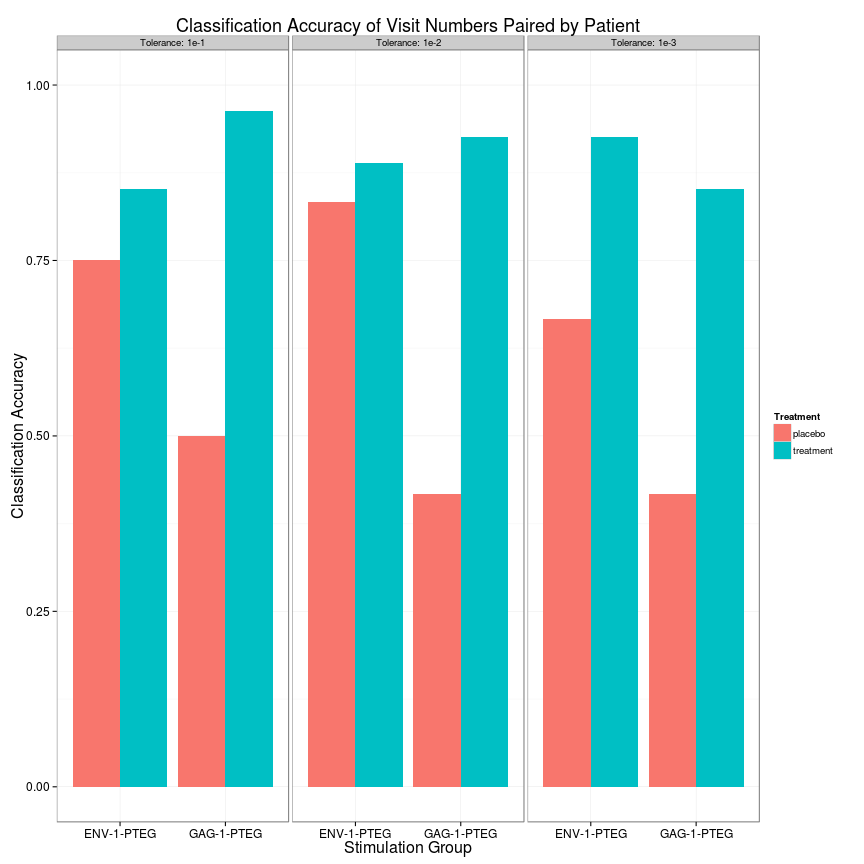 Classification Accuracy of Visit Numbers Paired by Patient
Tolerance: 1e-1
Tolerance: 1e-2
Tolerance: 1e-3
Classification Accuracy
1.00
0.75
0.50
0.25
0.00
ENV-1-PTEG
GAG-1-PTEG
ENV-1-PTEG
GAG-1-PTEG
ENV-1-PTEG
GAG-1-PTEG
Stimulation Group
Treatment
placebo
treatment